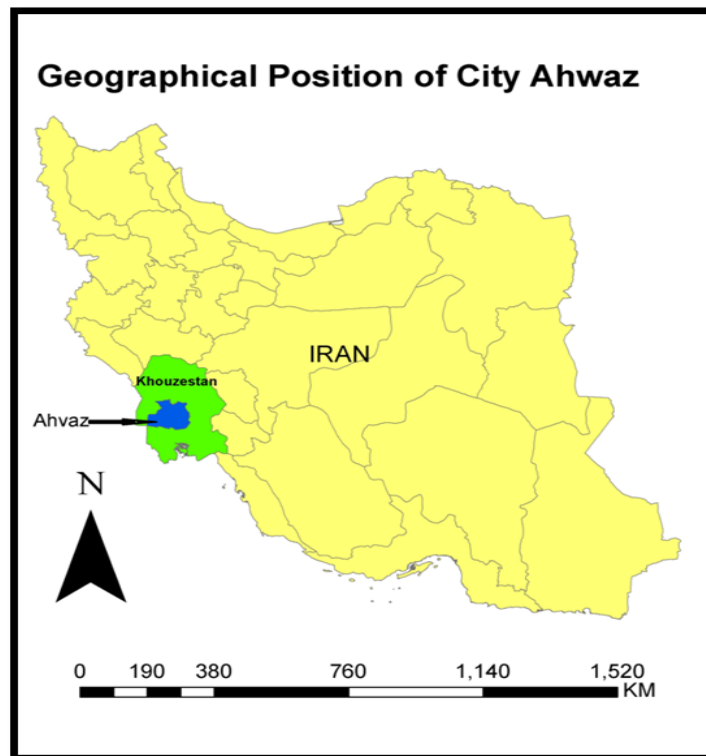 Geographical Position of City Ahwaz
IRAN
Khouzestan
Ahvaz
N
0 190 380 760 1,140 1,520
KM